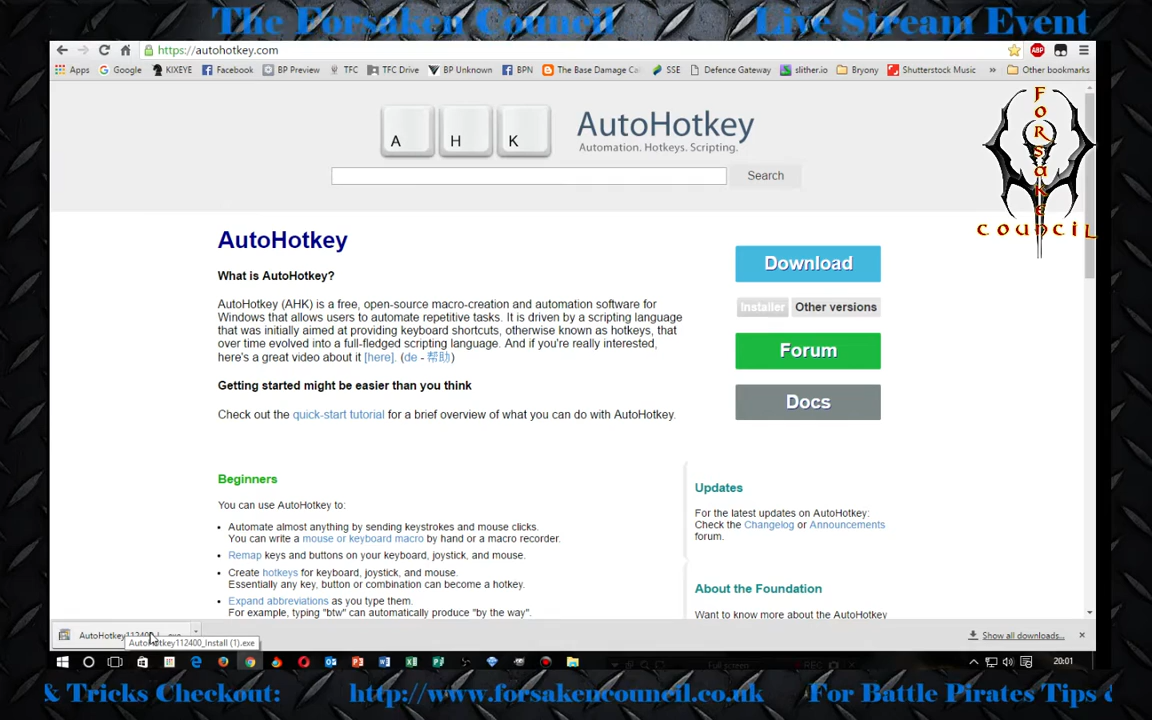 The Forsaken Council Live Stream Event
https://autohotkey.com
Apps Google KIXEYE Facebook BP Preview TFC TFC Drive BP Unknown BPN The Base Damage Ca SSE Defence Gateway slither.io Bryony Shutterstock Music » Other bookmarks
A H K
AutoHotkey
Automation. Hotkeys. Scripting.
Search
FORSAKEN
COUNCIL
AutoHotkey
Download
What is AutoHotkey?
AutoHotkey (AHK) is a free, open-source macro-creation and automation software for
Windows that allows users to automate repetitive tasks. It is driven by a scripting language
that was initially aimed at providing keyboard shortcuts, otherwise known as hotkeys, that
over time evolved into a full-fledged scripting language. And if you're really interested,
here's a great video about it [here]. (de - 帮助)
Installer Other versions
Forum
Getting started might be easier than you think
Docs
Check out the quick-start tutorial for a brief overview of what you can do with AutoHotkey.
Beginners
You can use AutoHotkey to:
• Automate almost anything by sending keystrokes and mouse clicks.
You can write a mouse or keyboard macro by hand or a macro recorder.
• Remap keys and buttons on your keyboard, joystick, and mouse.
• Create hotkeys for keyboard, joystick, and mouse.
Essentially any key, button or combination can become a hotkey.
• Expand abbreviations as you type them.
For example, typing "btw" can automatically produce "by the way".
Updates
For the latest updates on AutoHotkey:
Check the Changelog or Announcements
forum.
About the Foundation
Want to know more about the AutoHotkey
AutoHotkey112400_I....exe
AutoHotkey112400_Install (1).exe
Show all downloads...
Full screen REC
20:01
& Tricks Checkout: http://www.forsakencouncil.co.uk For Battle Pirates Tips &